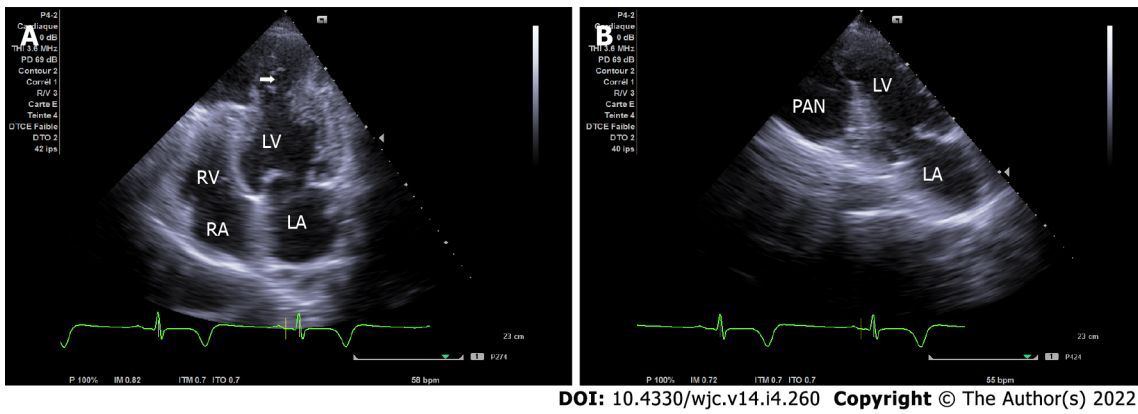 A
P4-2
Cardiaque
0 dB
THI 3.6 MHz
PD 69 dB
Contour 2
Corrél 1
R/V 3
Carte E
Teinte 4
DTCE Faible
DTO 2
42 ips
LV
RV
RA
LA
23 cm
1 P274
P 100% IM 0.82 ITM 0.7 ITO 0.7 58 bpm
B
P4-2
Cardiaque
0 dB
THI 3.6 MHz
PD 69 dB
Contour 2
Corrél 1
R/V 3
Carte E
Teinte 4
DTCE Faible
DTO 2
40 ips
LV
PAN
LA
23 cm
1 P424
P 100% IM 0.72 ITM 0.7 ITO 0.7 55 bpm
DOI: 10.4330/wjc.v14.i4.260 Copyright © The Author(s) 2022